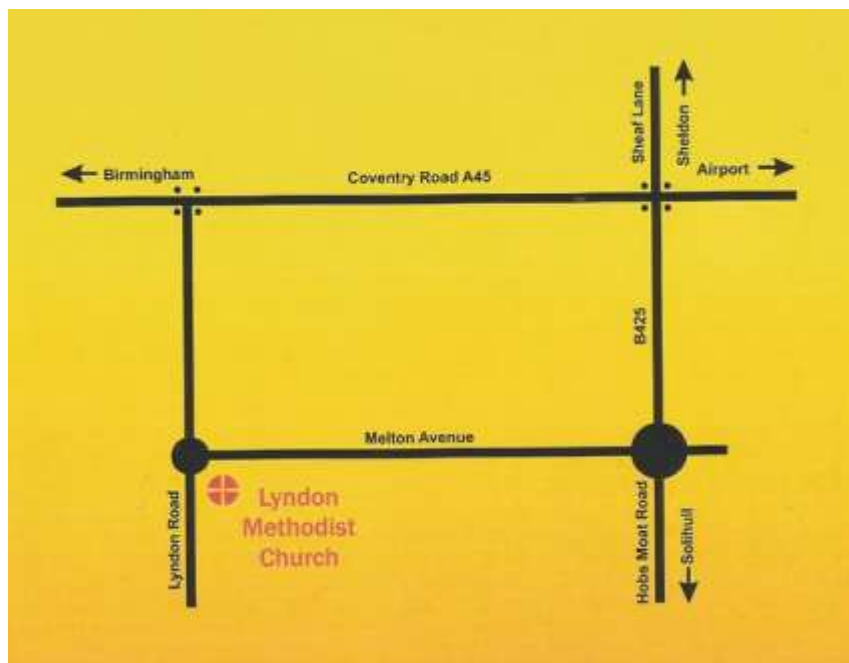 Sheaf Lane
Sheldon
Birmingham
Coventry Road A45
Airport
B425
Melton Avenue
Lyndon
Methodist
Church
Lyndon Road
Hobs Moat Road
Solihull